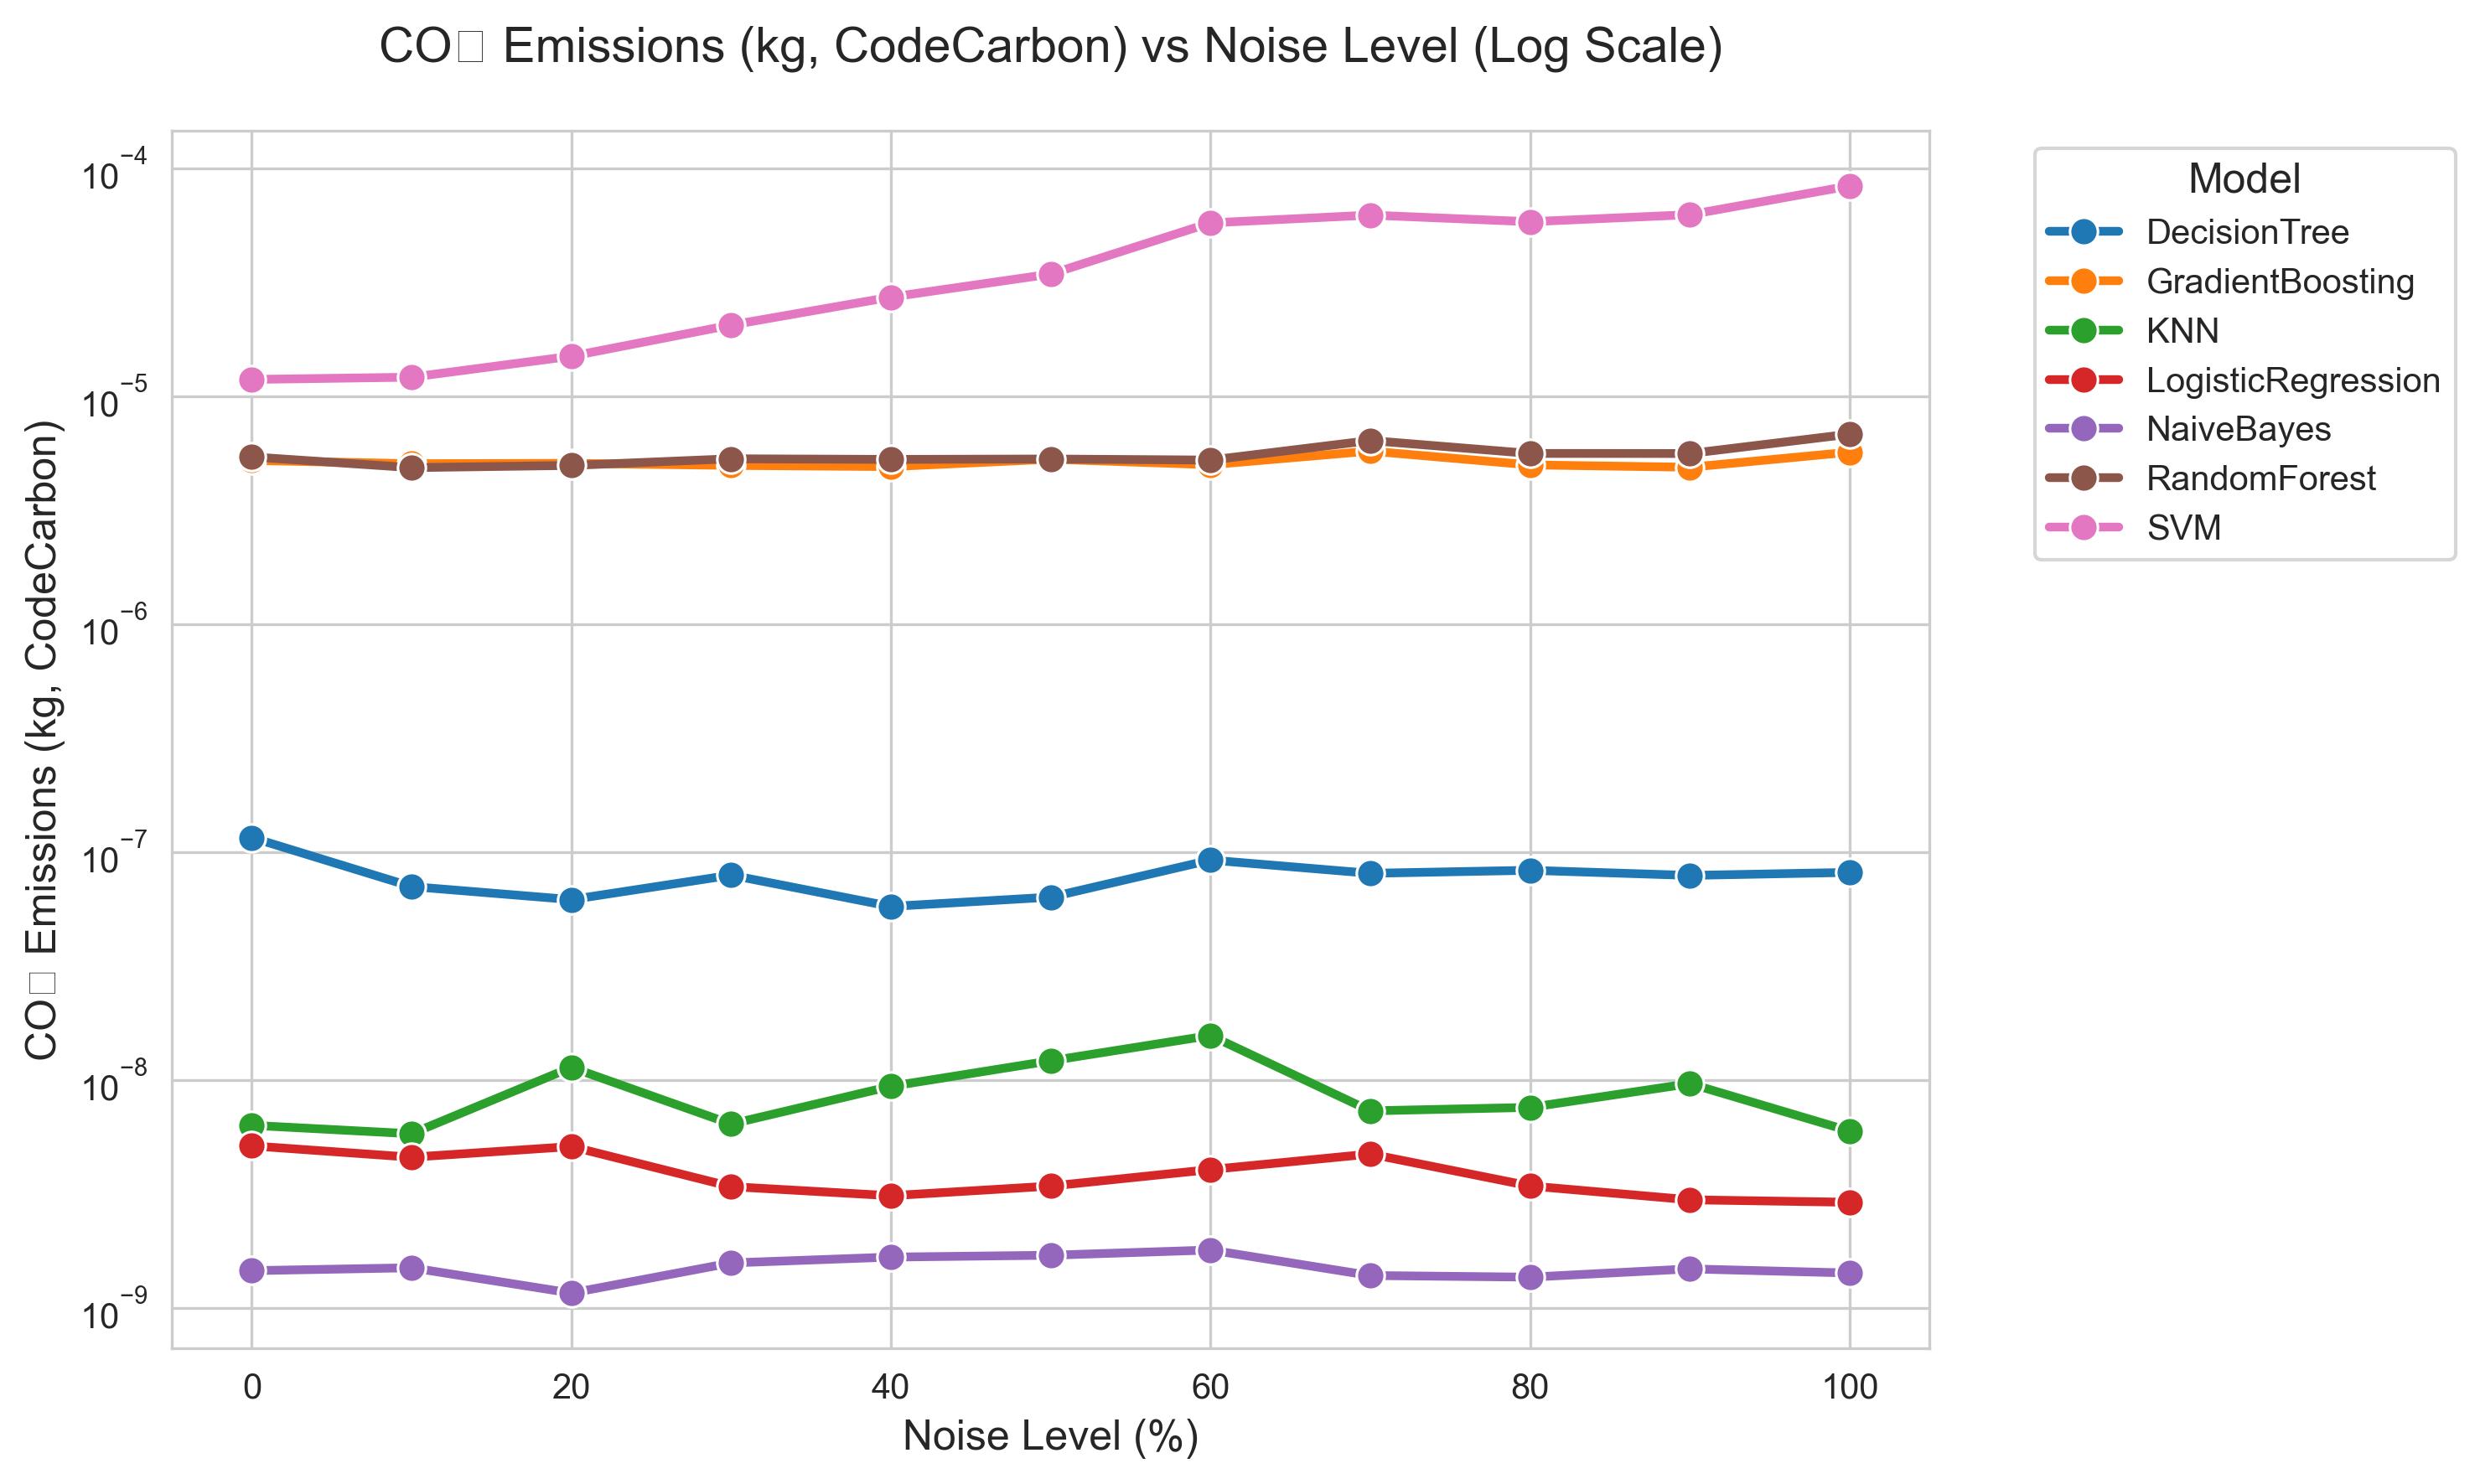 CO□ Emissions (kg, CodeCarbon) vs Noise Level (Log Scale)
CO□ Emissions (kg, CodeCarbon)
10⁻⁴
10⁻⁵
10⁻⁶
10⁻⁷
10⁻⁸
10⁻⁹
0 20 40 60 80 100
Noise Level (%)
Model
DecisionTree
GradientBoosting
KNN
LogisticRegression
NaiveBayes
RandomForest
SVM